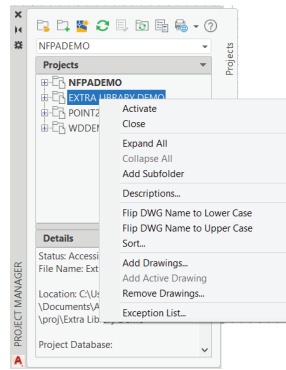 NFPADEMO
Projects
Projects
NFPADEMO
EXTRA LIBRARY DEMO
POINT2
WDDEM
Activate
Close
Expand All
Collapse All
Add Subfolder
Descriptions...
Flip DWG Name to Lower Case
Flip DWG Name to Upper Case
Sort...
Add Drawings...
Add Active Drawing
Remove Drawings...
Exception List...
Details
Status: Accessi
File Name: Ext
Location: C:\Us
\Documents\A
\proj\Extra Lib
Project Database:
PROJECT MANAGER
A